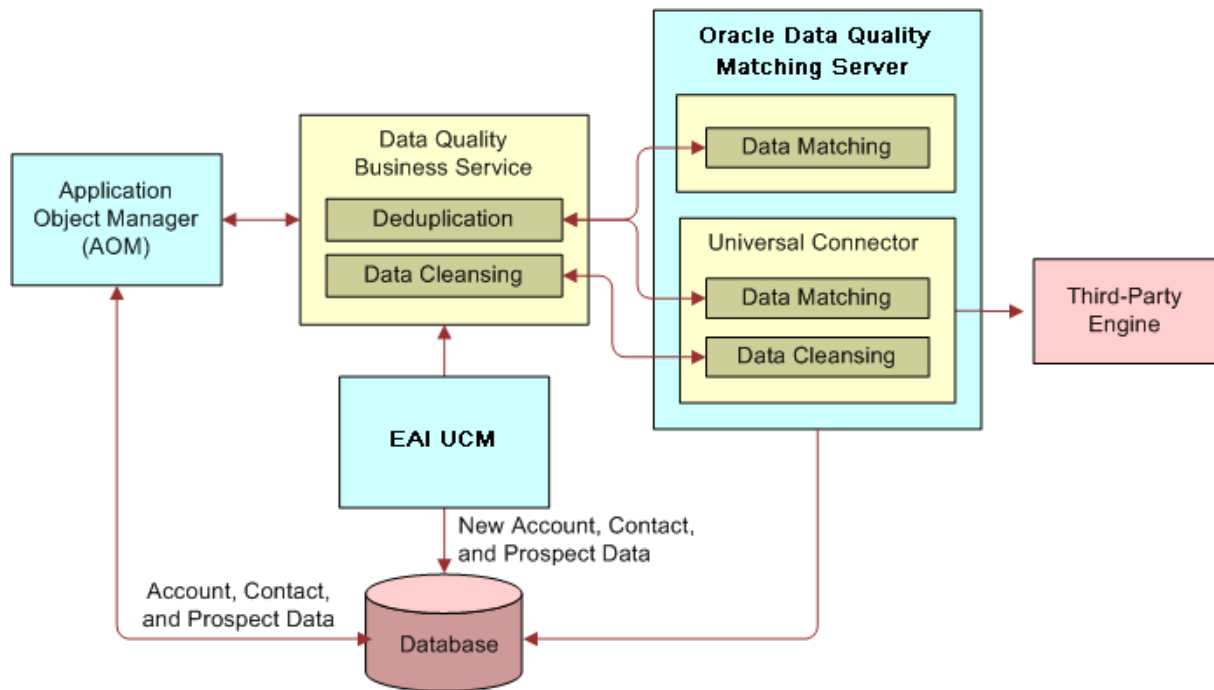 Oracle Data Quality
Matching Server
Data Matching
Data Quality
Business Service
Deduplication
Data Cleansing
Application
Object Manager
(AOM)
Universal Connector
Data Matching
Data Cleansing
Third-Party
Engine
EAI UCM
New Account, Contact,
and Prospect Data
Account, Contact,
and Prospect Data
Database